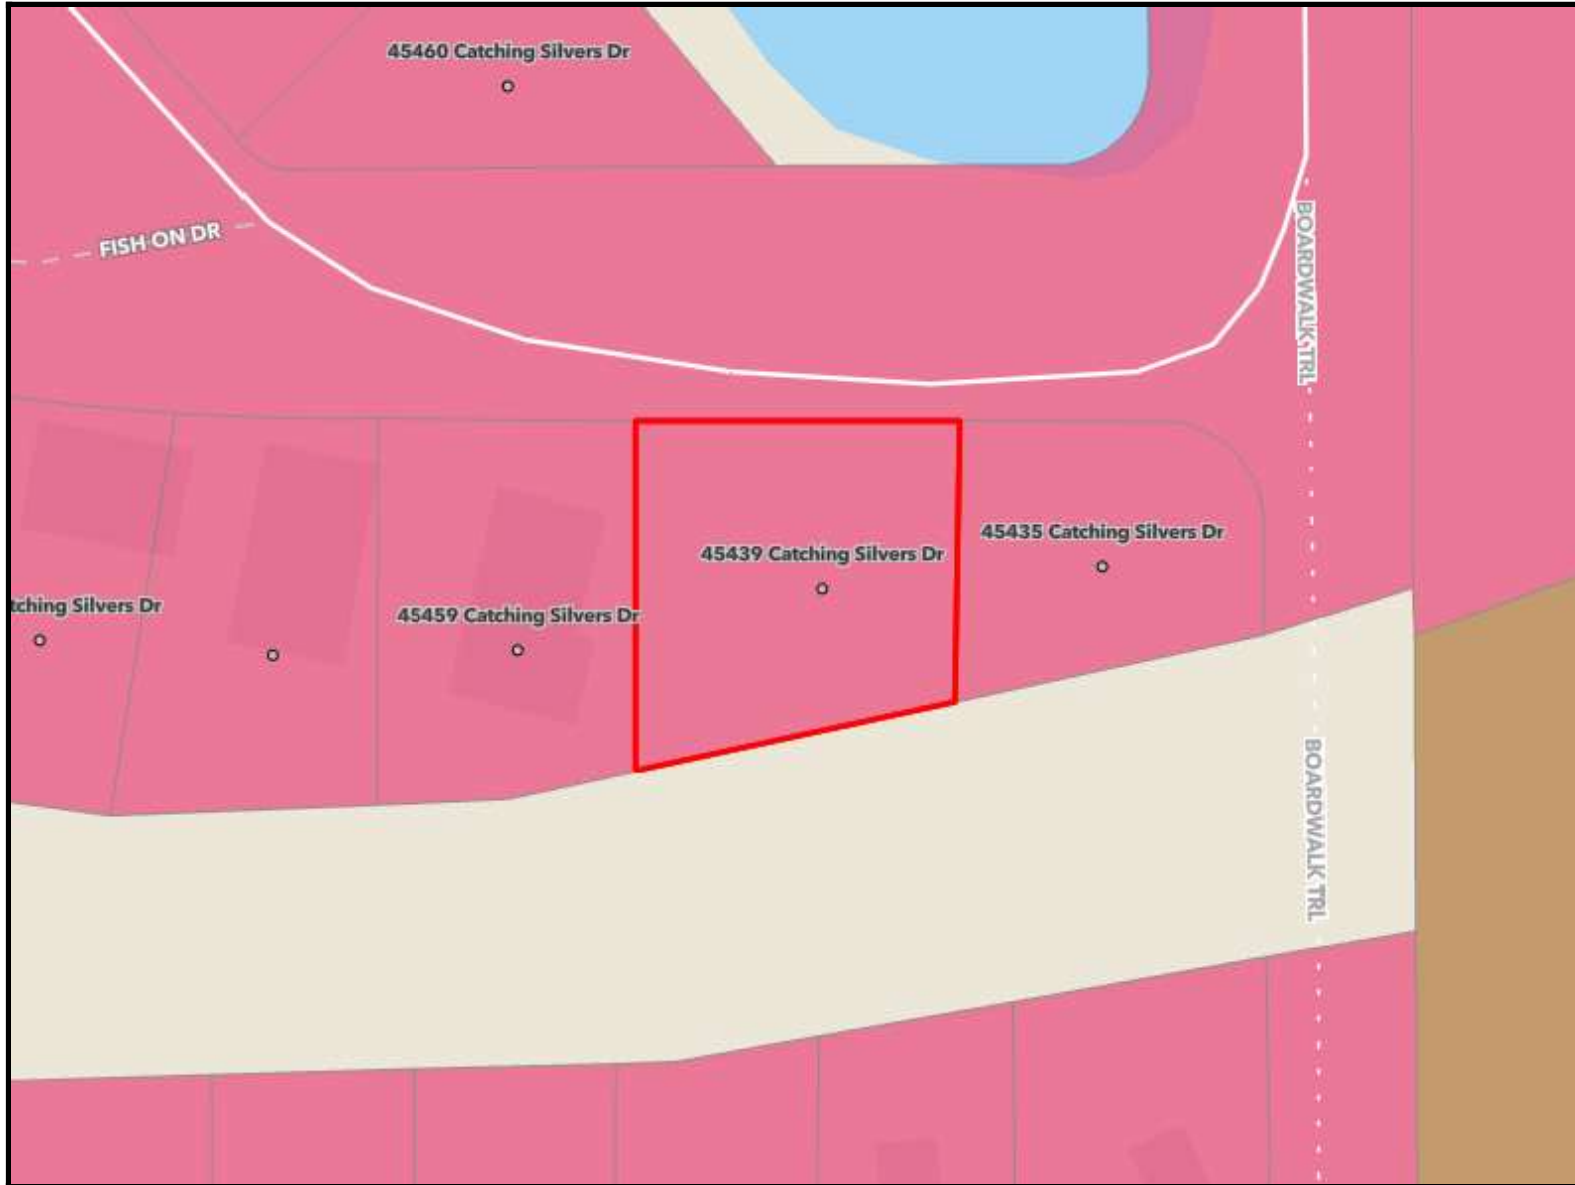 45460 Catching Silvers Dr
FISH ON DR
BOARDWALK TRL
45435 Catching Silvers Dr
45439 Catching Silvers Dr
tching Silvers Dr
45459 Catching Silvers Dr
BOARDWALK TRL